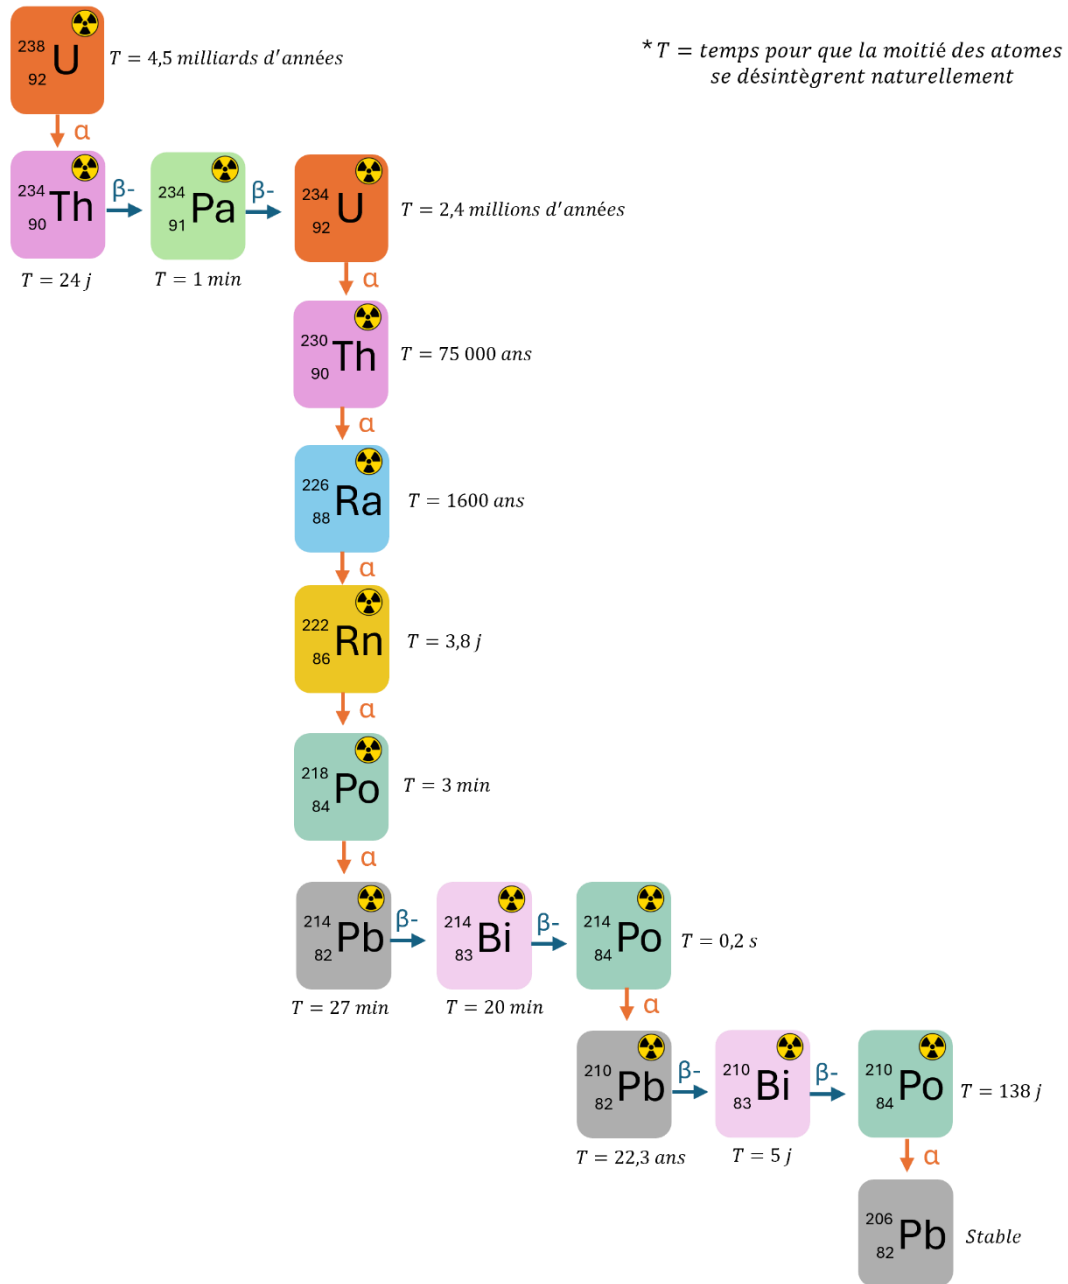 238
92
U
T = 4,5 milliards d'années
* T = temps pour que la moitié des atomes
se désintègrent naturellement
α
234
90
Th
β-
234
91
Pa
β-
234
92
U
T = 2,4 millions d'années
T = 24 j
T = 1 min
α
230
90
Th
T = 75 000 ans
α
226
88
Ra
T = 1600 ans
α
222
86
Rn
T = 3,8 j
α
218
84
Po
T = 3 min
α
214
82
Pb
β-
214
83
Bi
β-
214
84
Po
T = 0,2 s
T = 27 min
T = 20 min
α
210
82
Pb
β-
210
83
Bi
β-
210
84
Po
T = 138 j
T = 22,3 ans
T = 5 j
α
206
82
Pb
Stable